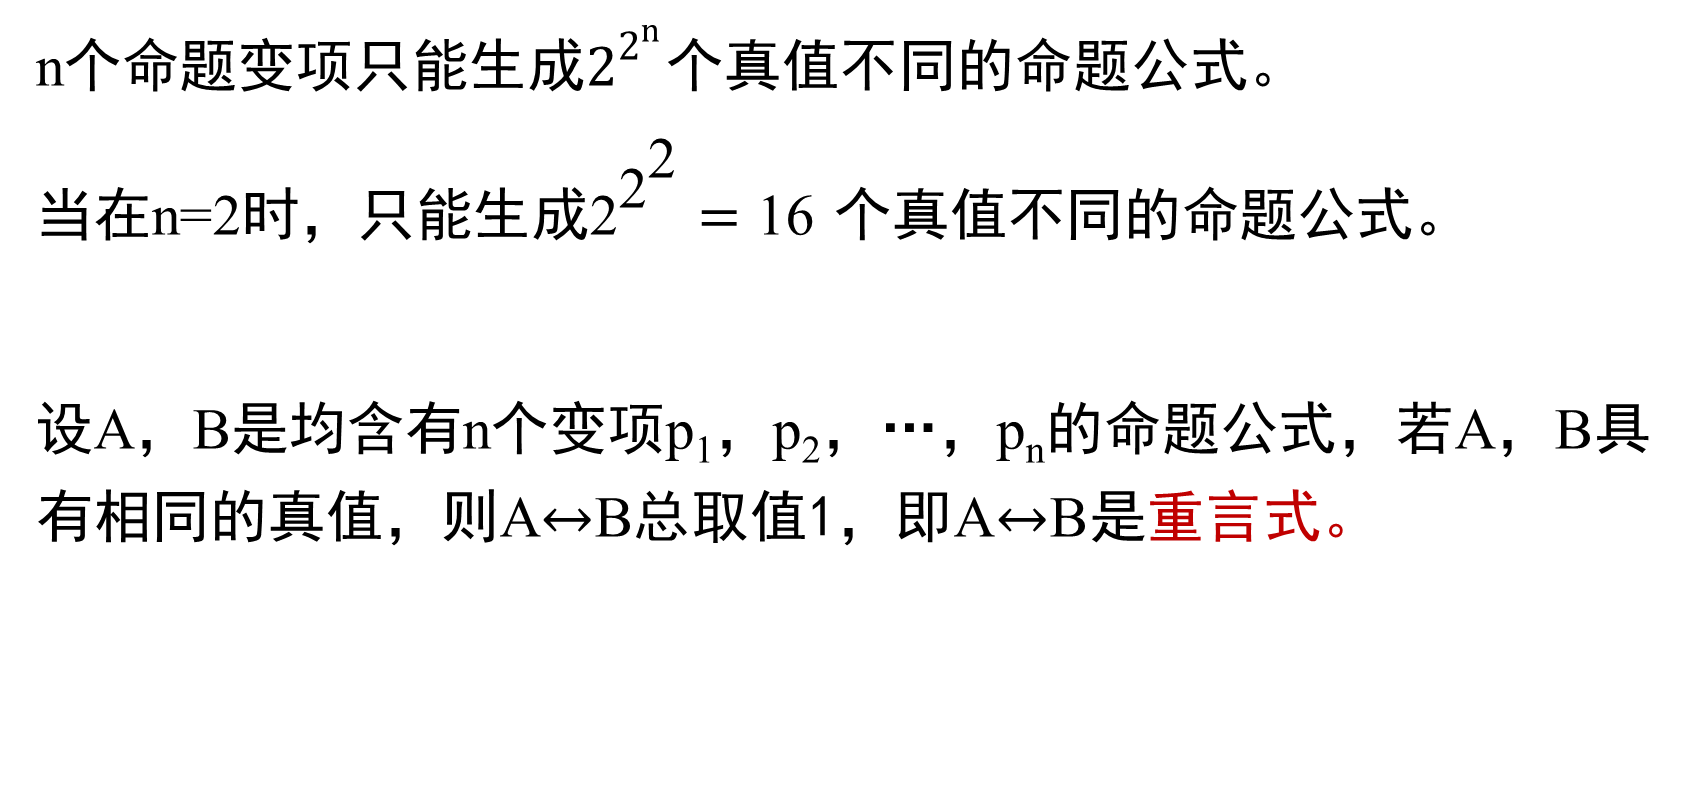 n个命题变项只能生成2^{2^n}个真值不同的命题公式。
当在n=2时，只能生成2^{2^2} = 16 个真值不同的命题公式。
设A，B是均含有n个变项p₁，p₂，…，pₙ的命题公式，若A，B具
有相同的真值，则A↔B总取值1，即A↔B是重言式。